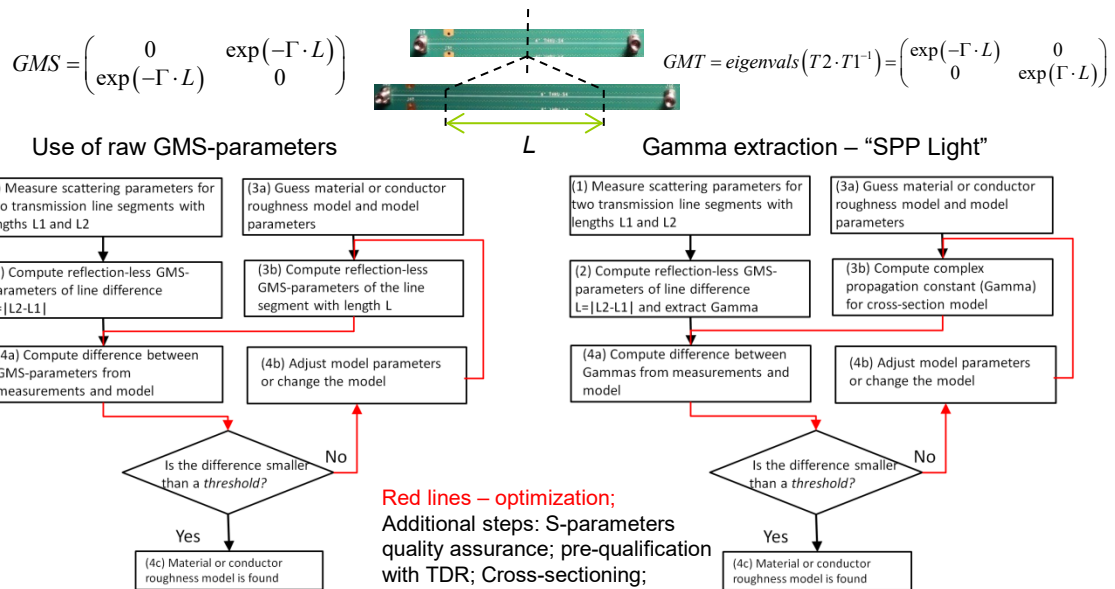 GMS = ( 0 exp(−Γ·L)
exp(−Γ·L) 0 )
GMT = eigenvals(T2·T1⁻¹) = ( exp(−Γ·L) 0
0 exp(Γ·L) )
L
Use of raw GMS-parameters
Measure scattering parameters for
o transmission line segments with
ngths L1 and L2
) Compute reflection-less GMS-
arameters of line difference
=|L2-L1|
(4a) Compute difference between
GMS-parameters from
measurements and model
(3a) Guess material or conductor
roughness model and model
parameters
(3b) Compute reflection-less
GMS-parameters of the line
segment with length L
(4b) Adjust model parameters
or change the model
Is the difference smaller
than a threshold?
No
Yes
(4c) Material or conductor
roughness model is found
Red lines – optimization;
Additional steps: S-parameters
quality assurance; pre-qualification
with TDR; Cross-sectioning;
Gamma extraction – “SPP Light”
(1) Measure scattering parameters for
two transmission line segments with
lengths L1 and L2
(2) Compute reflection-less GMS-
parameters of line difference
L=|L2-L1| and extract Gamma
(4a) Compute difference between
Gammas from measurements and
model
(3a) Guess material or conductor
roughness model and model
parameters
(3b) Compute complex
propagation constant (Gamma)
for cross-section model
(4b) Adjust model parameters
or change the model
Is the difference smaller
than a threshold?
No
Yes
(4c) Material or conductor
roughness model is found